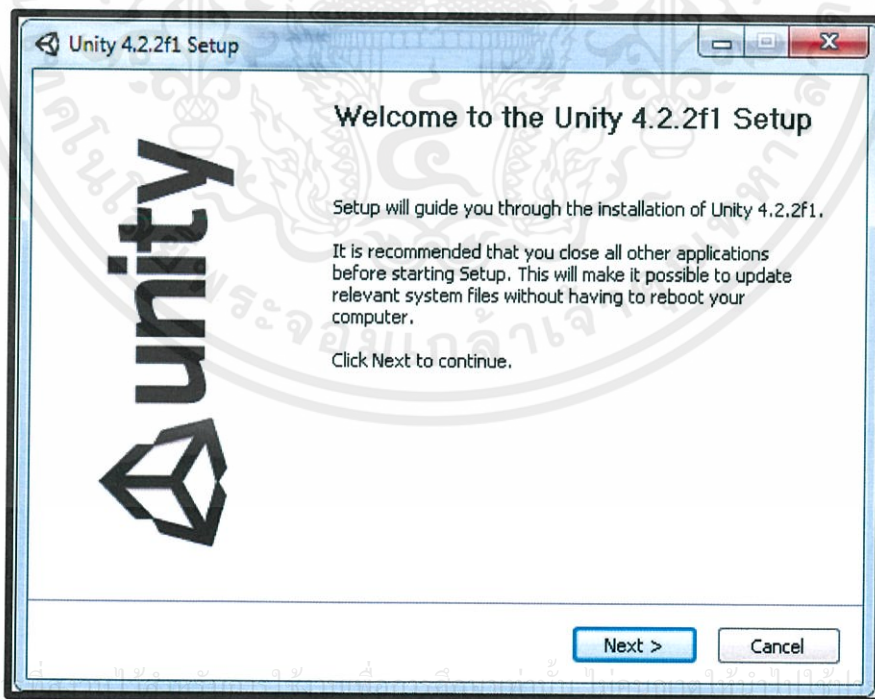 Unity 4.2.2f1 Setup
Welcome to the Unity 4.2.2f1 Setup
unity
Setup will guide you through the installation of Unity 4.2.2f1.
It is recommended that you close all other applications
before starting Setup. This will make it possible to update
relevant system files without having to reboot your
computer.
Click Next to continue.
Next >
Cancel